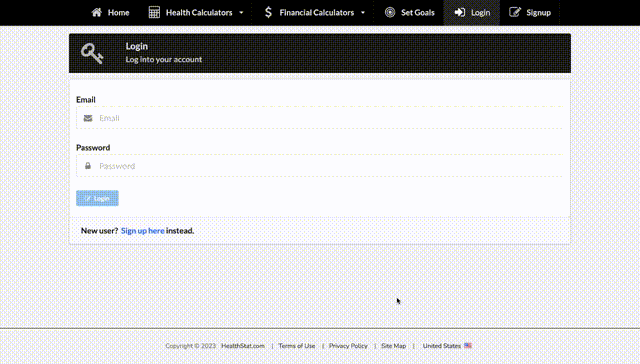 Home Health Calculators Financial Calculators Set Goals Login Signup
Login
Log into your account
Email
Email
Password
Password
Login
New user? Sign up here instead.
Copyright © 2023 HealthStat.com | Terms of Use | Privacy Policy | Site Map | United States